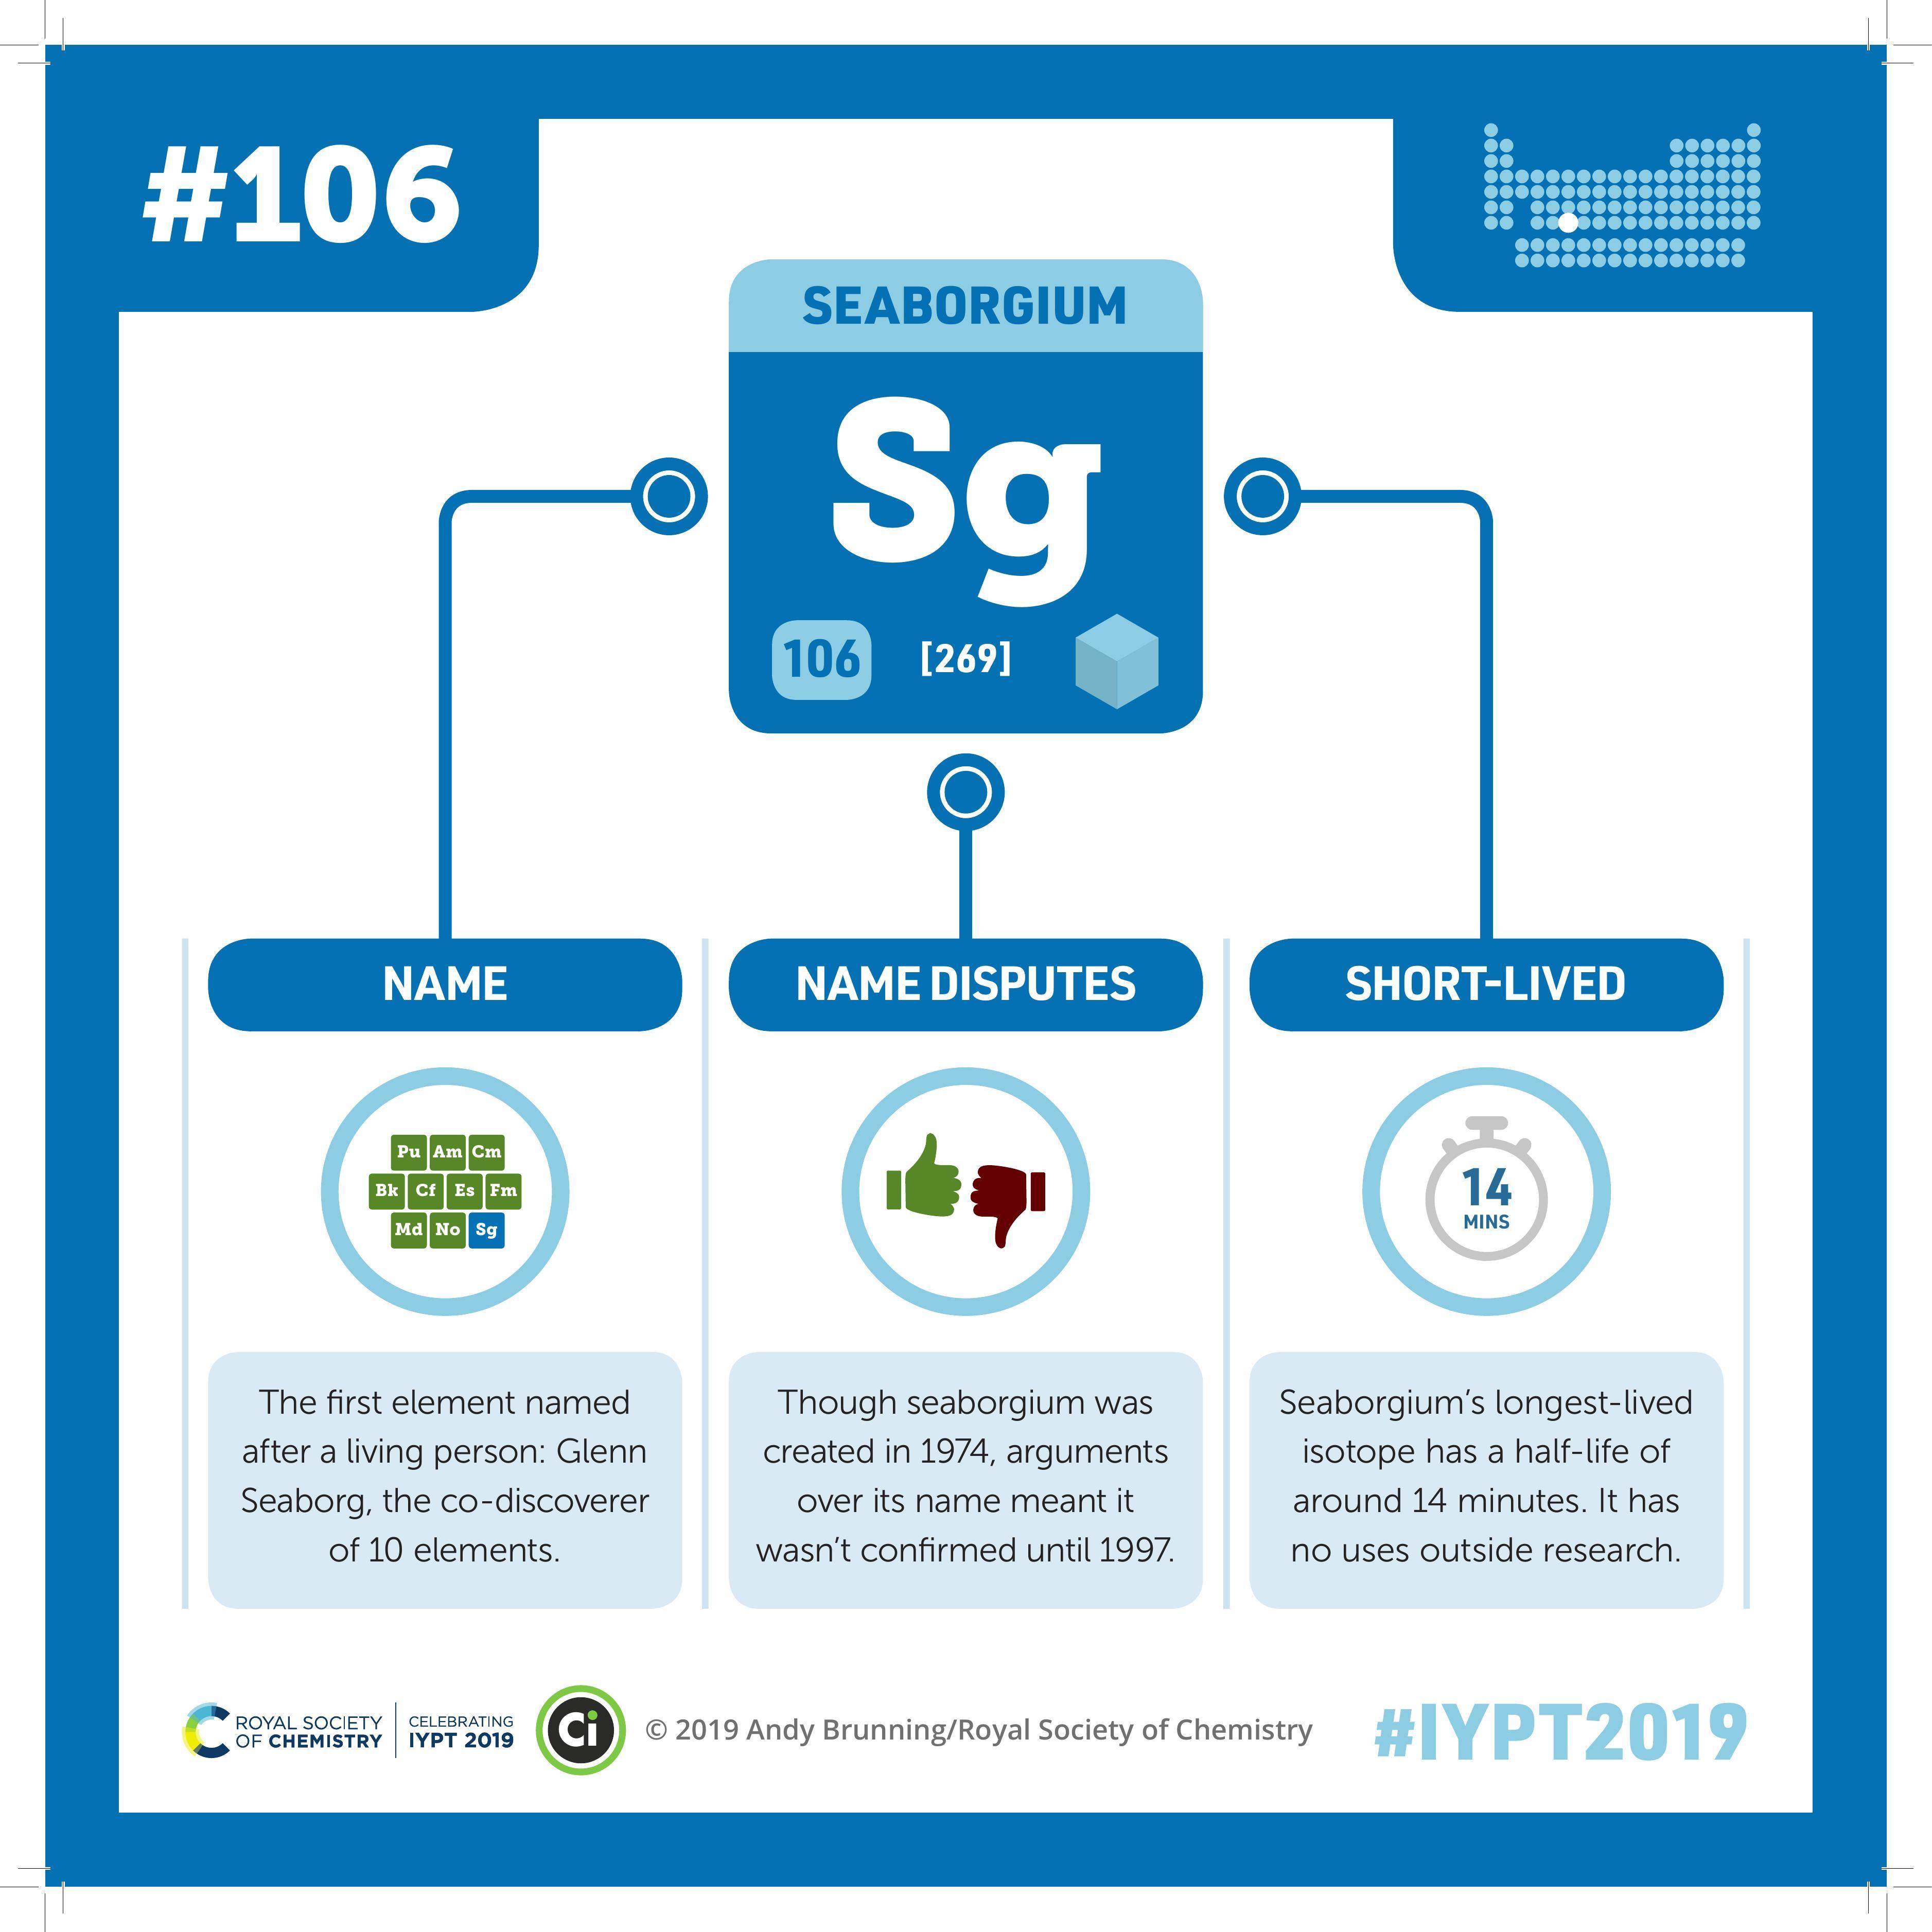 #106
SEABORGIUM
Sg
106
[269]
NAME
Pu Am Cm
Bk Cf Es Fm
Md No Sg
The first element named
after a living person: Glenn
Seaborg, the co-discoverer
of 10 elements.
NAME DISPUTES
Though seaborgium was
created in 1974, arguments
over its name meant it
wasn't confirmed until 1997.
SHORT-LIVED
14
MINS
Seaborgium's longest-lived
isotope has a half-life of
around 14 minutes. It has
no uses outside research.
ROYAL SOCIETY
OF CHEMISTRY
CELEBRATING
IYPT 2019
Ci
© 2019 Andy Brunning/Royal Society of Chemistry
#IYPT2019